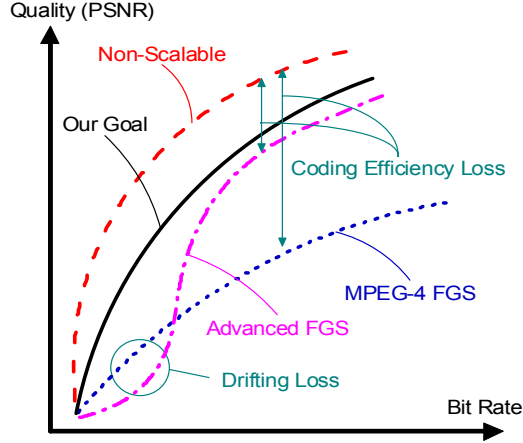 Quality (PSNR)
Non-Scalable
Our Goal
Coding Efficiency Loss
MPEG-4 FGS
Advanced FGS
Drifting Loss
Bit Rate